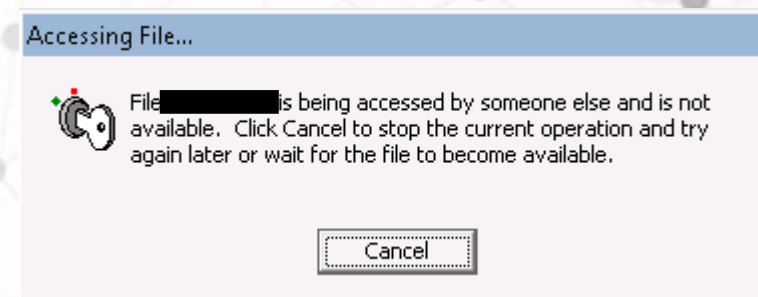 Accessing File...
File is being accessed by someone else and is not
available. Click Cancel to stop the current operation and try
again later or wait for the file to become available.
Cancel